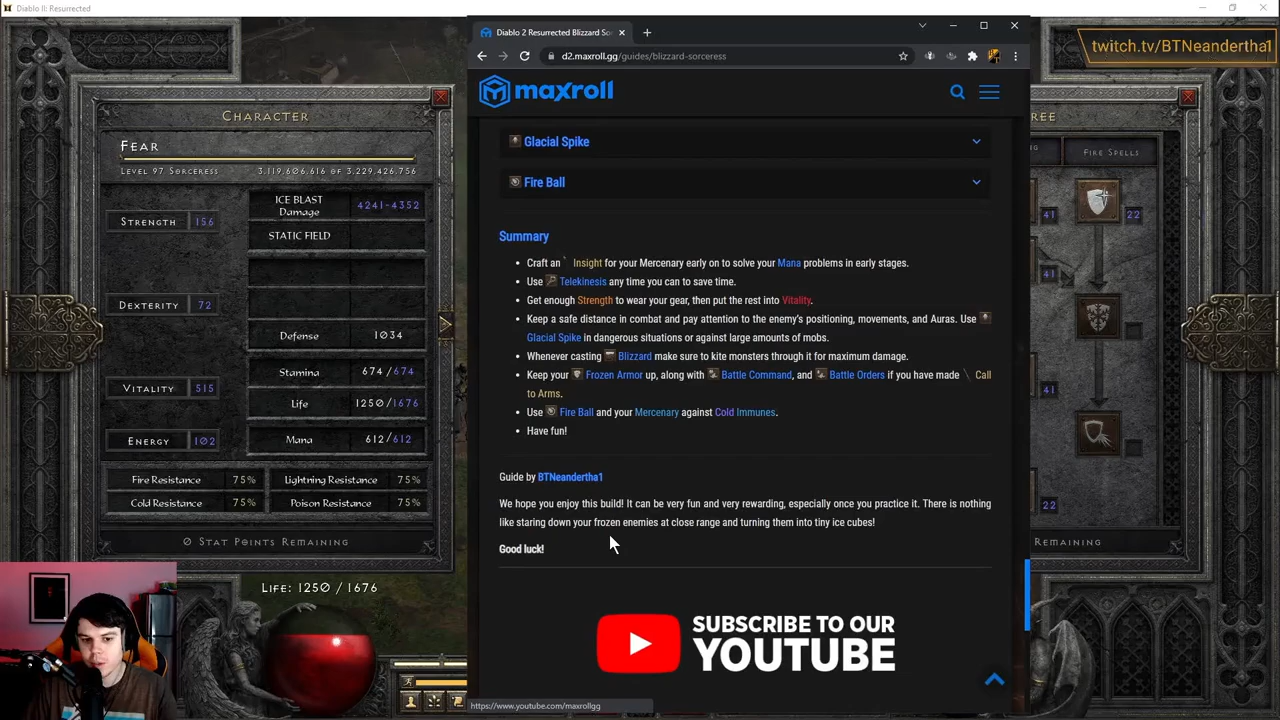 Diablo II: Resurrected
Diablo 2 Resurrected Blizzard So
d2.maxroll.gg/guides/blizzard-sorceress
twitch.tv/BTNeandertha1
maxroll
CHARACTER
FEAR
LEVEL 97 SORCERESS
3,119,606,616 OF 3,229,426,756
STRENGTH 156
ICE BLAST
Damage
4241-4352
STATIC FIELD
DEXTERITY 72
Defense 1034
Stamina 674/674
VITALITY 515
Life 1250/1676
ENERGY 102
Mana 612/612
Fire Resistance 75%
Lightning Resistance 75%
Cold Resistance 75%
Poison Resistance 75%
0 STAT POINTS REMAINING
LIFE: 1250 / 1676
Glacial Spike
Fire Ball
Summary
Craft an Insight for your Mercenary early on to solve your Mana problems in early stages.
Use Telekinesis any time you can to save time.
Get enough Strength to wear your gear, then put the rest into Vitality.
Keep a safe distance in combat and pay attention to the enemy's positioning, movements, and Auras. Use
Glacial Spike in dangerous situations or against large amounts of mobs.
Whenever casting Blizzard make sure to kite monsters through it for maximum damage.
Keep your Frozen Armor up, along with Battle Command, and Battle Orders if you have made Call
to Arms.
Use Fire Ball and your Mercenary against Cold Immunes.
Have fun!
Guide by BTNeandertha1
We hope you enjoy this build! It can be very fun and very rewarding, especially once you practice it. There is nothing
like staring down your frozen enemies at close range and turning them into tiny ice cubes!
Good luck!
SUBSCRIBE TO OUR
YOUTUBE
https://www.youtube.com/maxrollgg
REE
FIRE SPELLS
41
22
41
41
22
REMAINING